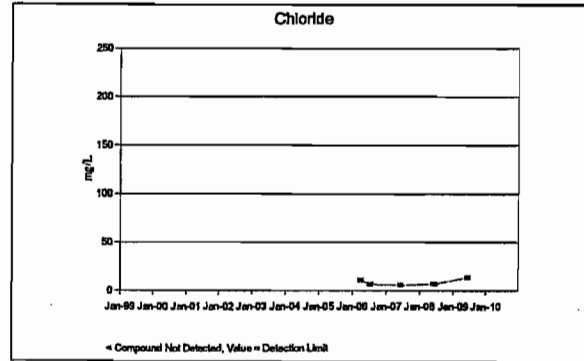 Chloride
250
200
150
100
50
0
mg/L
Jan-99 Jan-00 Jan-01 Jan-02 Jan-03 Jan-04 Jan-05 Jan-06 Jan-07 Jan-08 Jan-09 Jan-10
< Compound Not Detected, Value = Detection Limit